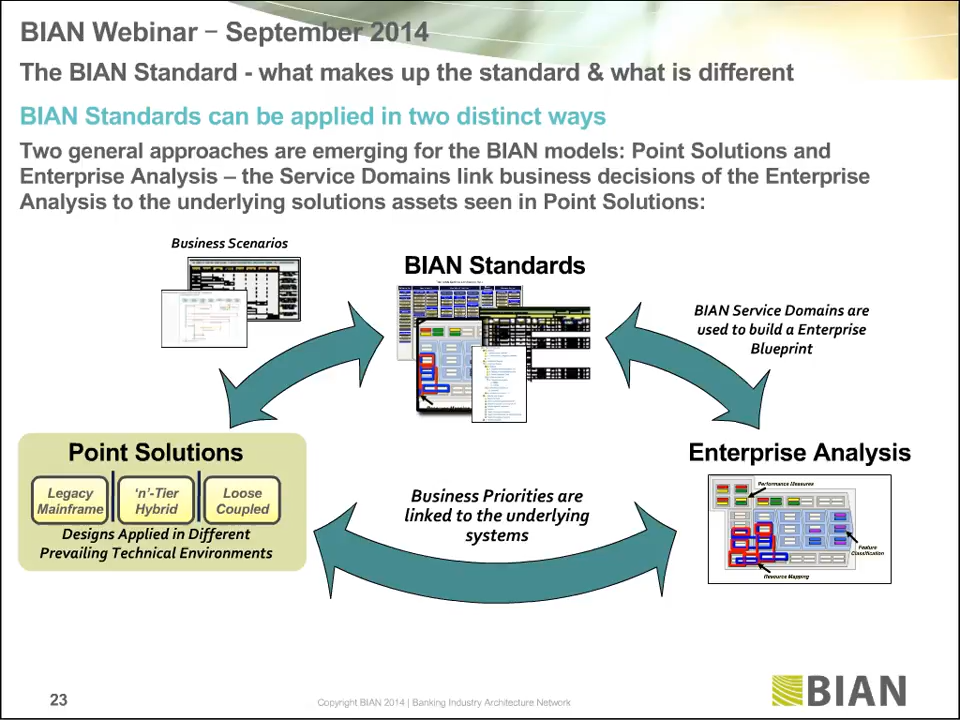 BIAN Webinar – September 2014
The BIAN Standard - what makes up the standard & what is different
BIAN Standards can be applied in two distinct ways
Two general approaches are emerging for the BIAN models: Point Solutions and
Enterprise Analysis – the Service Domains link business decisions of the Enterprise
Analysis to the underlying solutions assets seen in Point Solutions:
Business Scenarios
BIAN Standards
BIAN Service Domains are
used to build a Enterprise
Blueprint
Point Solutions
Legacy
Mainframe
‘n’-Tier
Hybrid
Loose
Coupled
Designs Applied in Different
Prevailing Technical Environments
Business Priorities are
linked to the underlying
systems
Enterprise Analysis
Performance Measures
Feature
Classification
Resource Mapping
23
Copyright BIAN 2014 | Banking Industry Architecture Network
BIAN